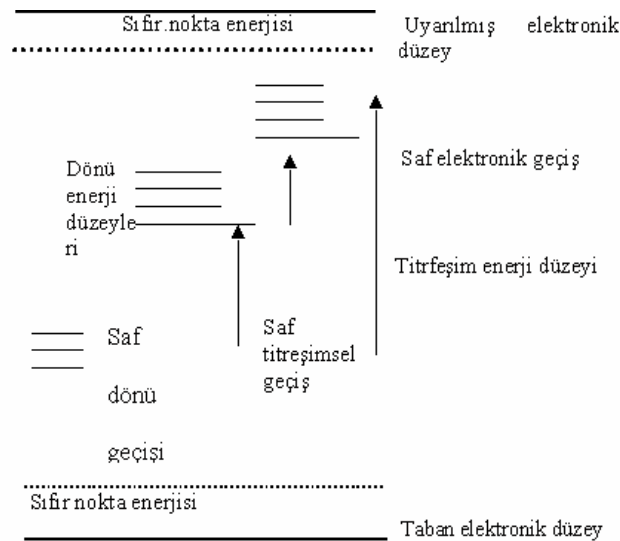 Sıfır.nokta enerjisi
Uyarılmış elektronik
düzey
Saf elektronik geçiş
Dönü
enerji
düzeyle
ri
Titrfeşim enerji düzeyi
Saf
dönü
geçişi
Saf
titreşimsel
geçiş
Sıfır nokta enerjisi
Taban elektronik düzey